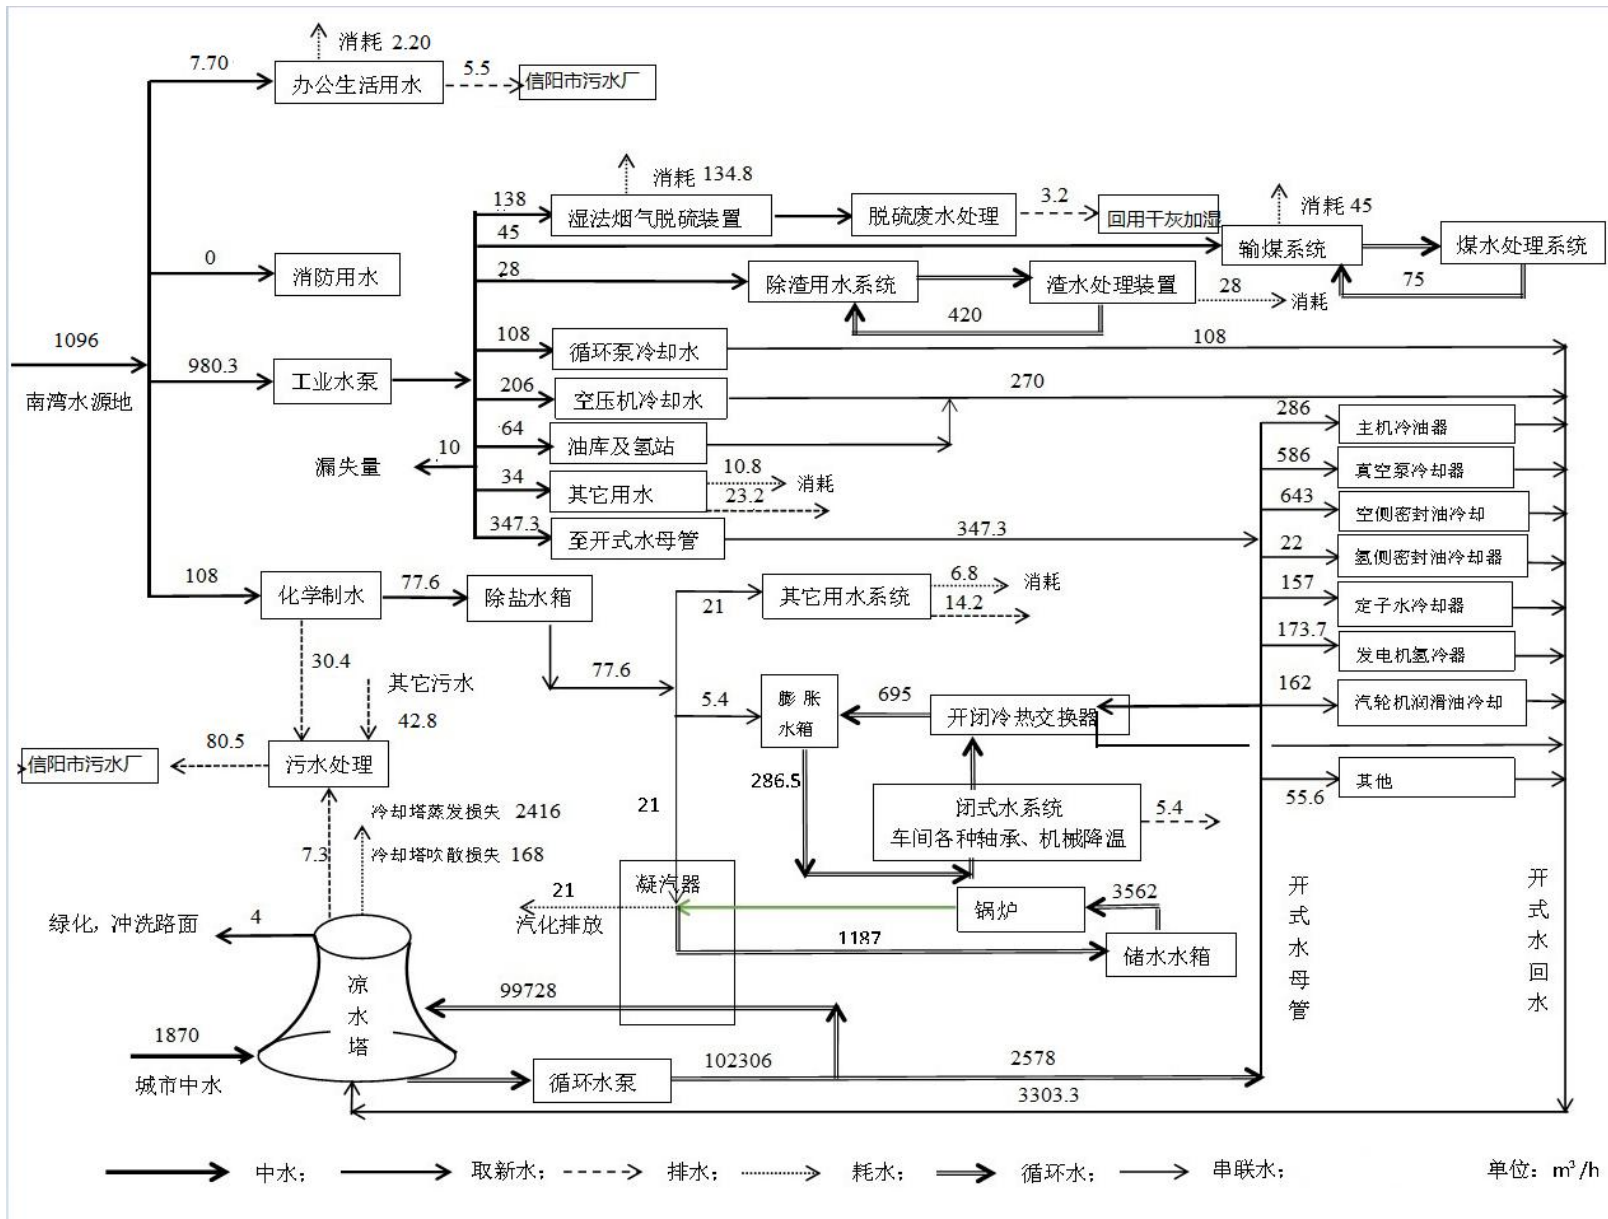 消耗 2.20
7.70
办公生活用水
5.5
信阳市污水厂
消耗 134.8
138
湿法烟气脱硫装置
脱硫废水处理
3.2
回用干灰加湿
消耗 45
45
输煤系统
煤水处理系统
75
0
消防用水
28
除渣用水系统
渣水处理装置
28
消耗
420
1096
南湾水源地
980.3
工业水泵
108
循环泵冷却水
108
206
空压机冷却水
270
64
油库及氢站
10
漏失量
34
其它用水
10.8
消耗
23.2
347.3
至开式水母管
347.3
286
主机冷油器
586
真空泵冷却器
643
空侧密封油冷却
22
氢侧密封油冷却器
157
定子水冷却器
173.7
发电机氢冷器
162
汽轮机润滑油冷却
55.6
其他
108
化学制水
77.6
除盐水箱
21
其它用水系统
6.8
消耗
14.2
30.4
其它污水
42.8
77.6
5.4
膨胀
水箱
695
开闭冷热交换器
80.5
信阳市污水厂
污水处理
286.5
闭式水系统
车间各种轴承、机械降温
5.4
21
冷却塔蒸发损失 2416
冷却塔吹散损失 168
7.3
凝汽器
21
汽化排放
锅炉
3562
1187
储水水箱
开式水母管
开式水回水
绿化，冲洗路面
4
凉水塔
99728
1870
城市中水
循环水泵
102306
2578
3303.3
中水；
取新水；
排水；
耗水；
循环水；
串联水；
单位：m³/h